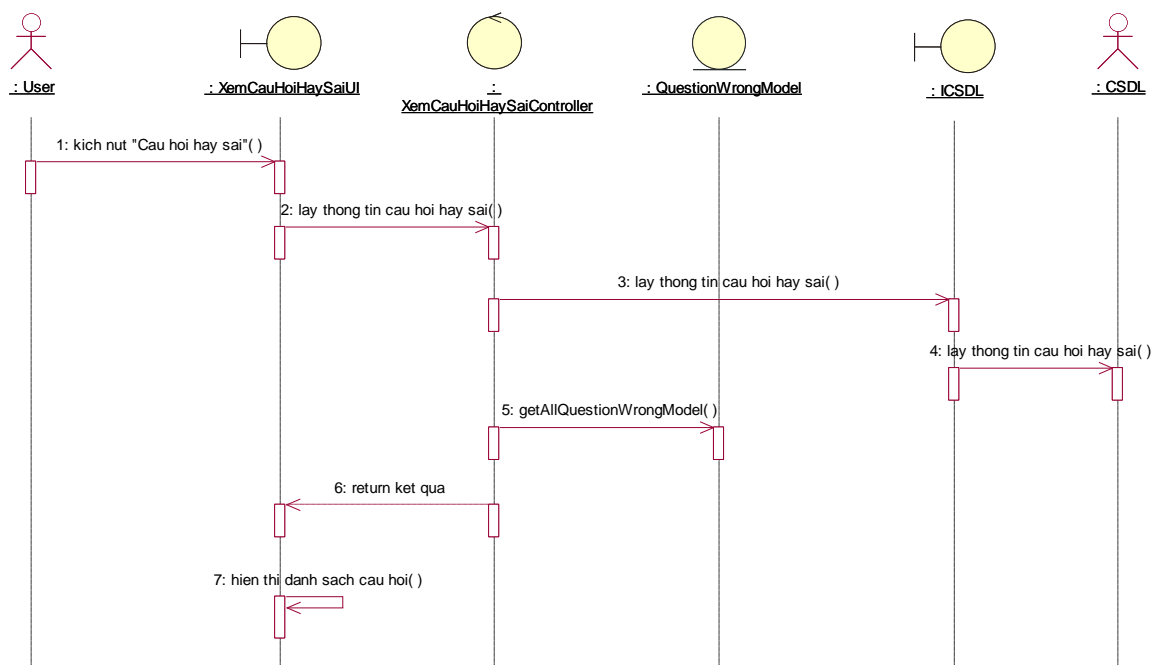 : User
: XemCauHoiHaySaiUI
:
XemCauHoiHaySaiController
: QuestionWrongModel
: ICSDL
: CSDL
1: kich nut "Cau hoi hay sai"( )
2: lay thong tin cau hoi hay sai( )
3: lay thong tin cau hoi hay sai( )
4: lay thong tin cau hoi hay sai( )
5: getAllQuestionWrongModel( )
6: return ket qua
7: hien thi danh sach cau hoi( )